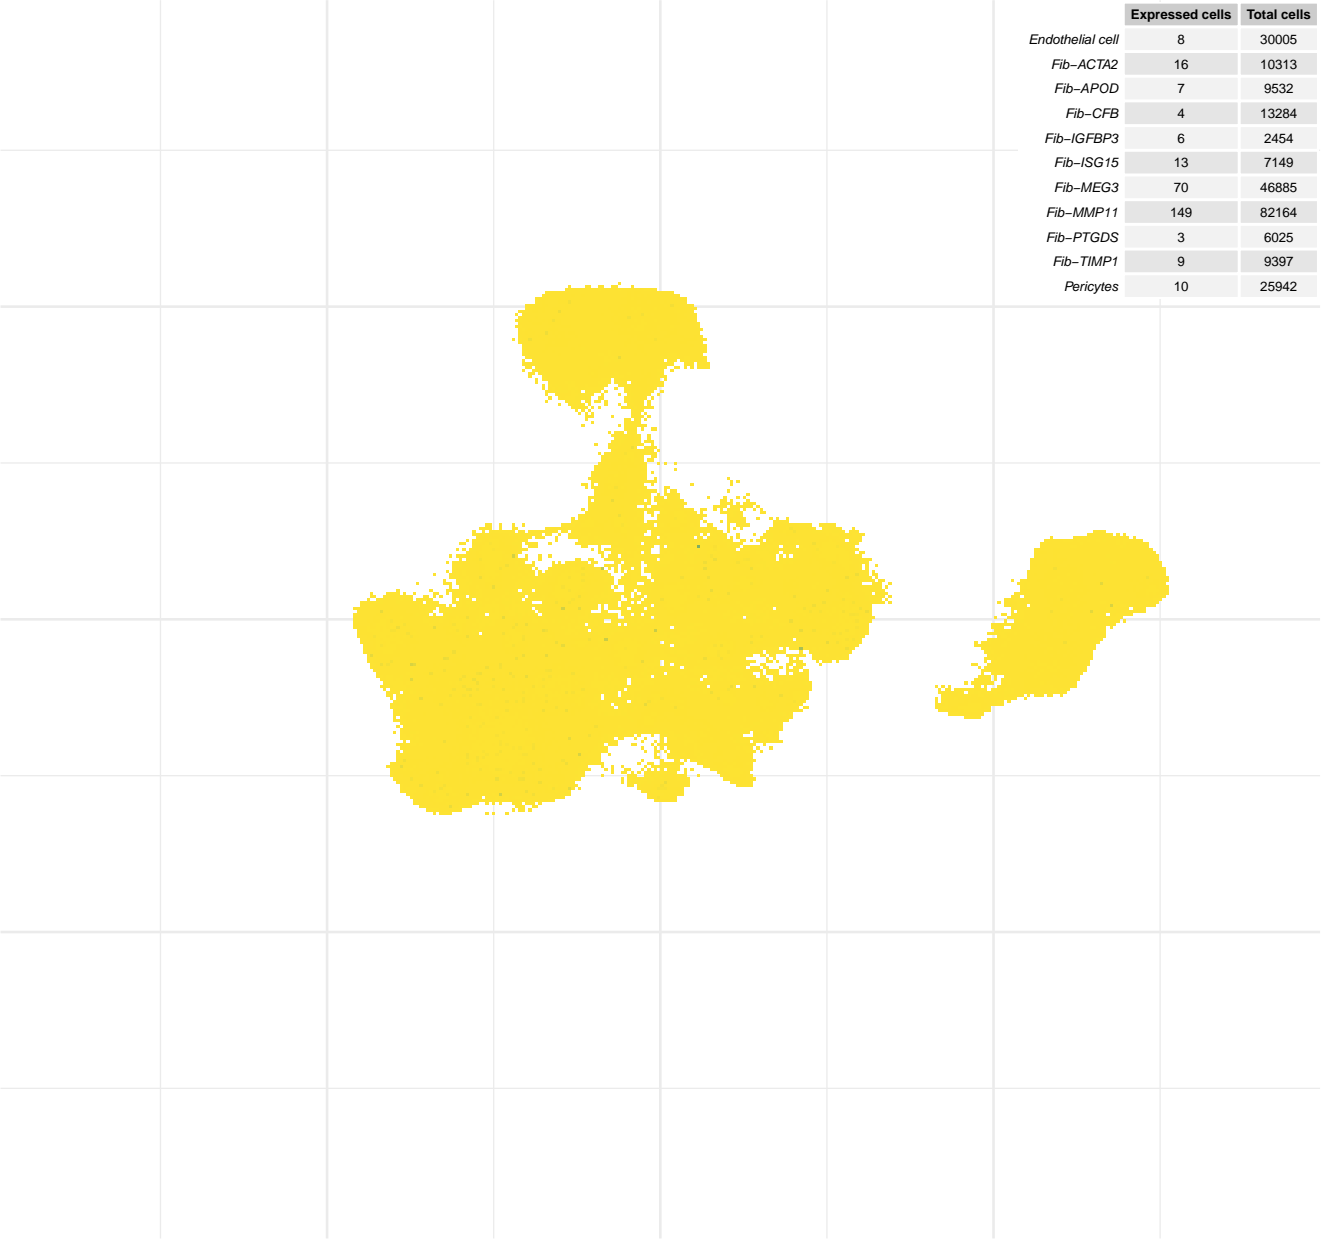 Expressed cells Total cells
Endothelial cell 8 30005
Fib−ACTA2 16 10313
Fib−APOD 7 9532
Fib−CFB 4 13284
Fib−IGFBP3 6 2454
Fib−ISG15 13 7149
Fib−MEG3 70 46885
Fib−MMP11 149 82164
Fib−PTGDS 3 6025
Fib−TIMP1 9 9397
Pericytes 10 25942